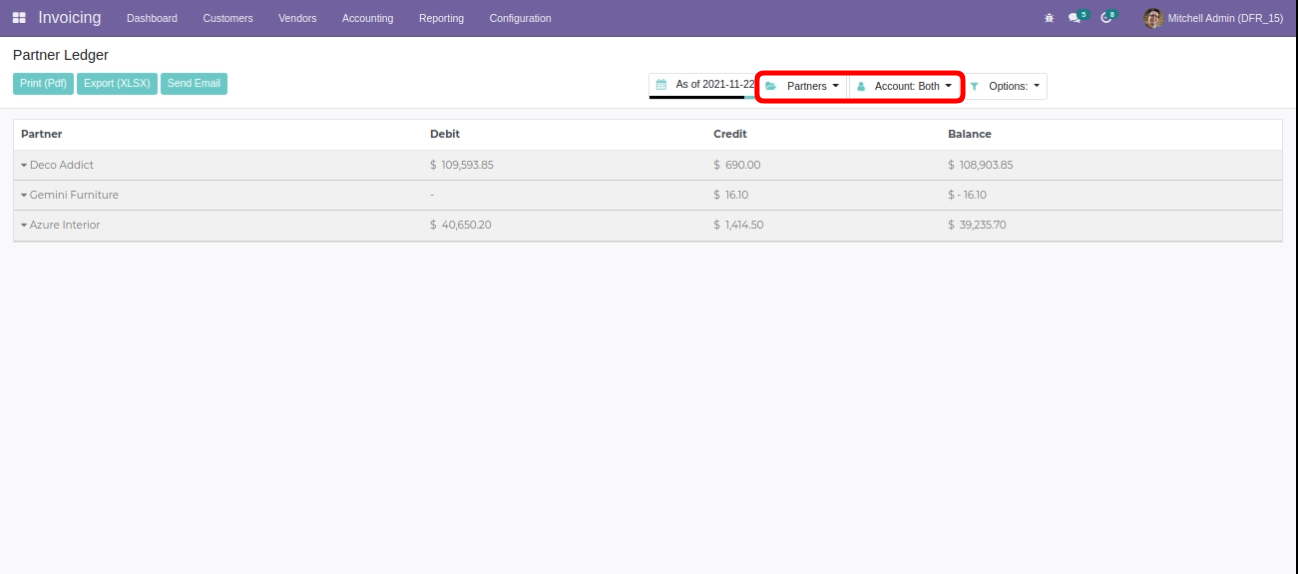 Invoicing Dashboard Customers Vendors Accounting Reporting Configuration 5 8 Mitchell Admin (DFR_15)
Partner Ledger
Print (Pdf) Export (XLSX) Send Email As of 2021-11-22 Partners Account: Both Options:
Partner Debit Credit Balance
Deco Addict $ 109,593.85 $ 690.00 $ 108,903.85
Gemini Furniture - $ 16.10 $ - 16.10
Azure Interior $ 40,650.20 $ 1,414.50 $ 39,235.70